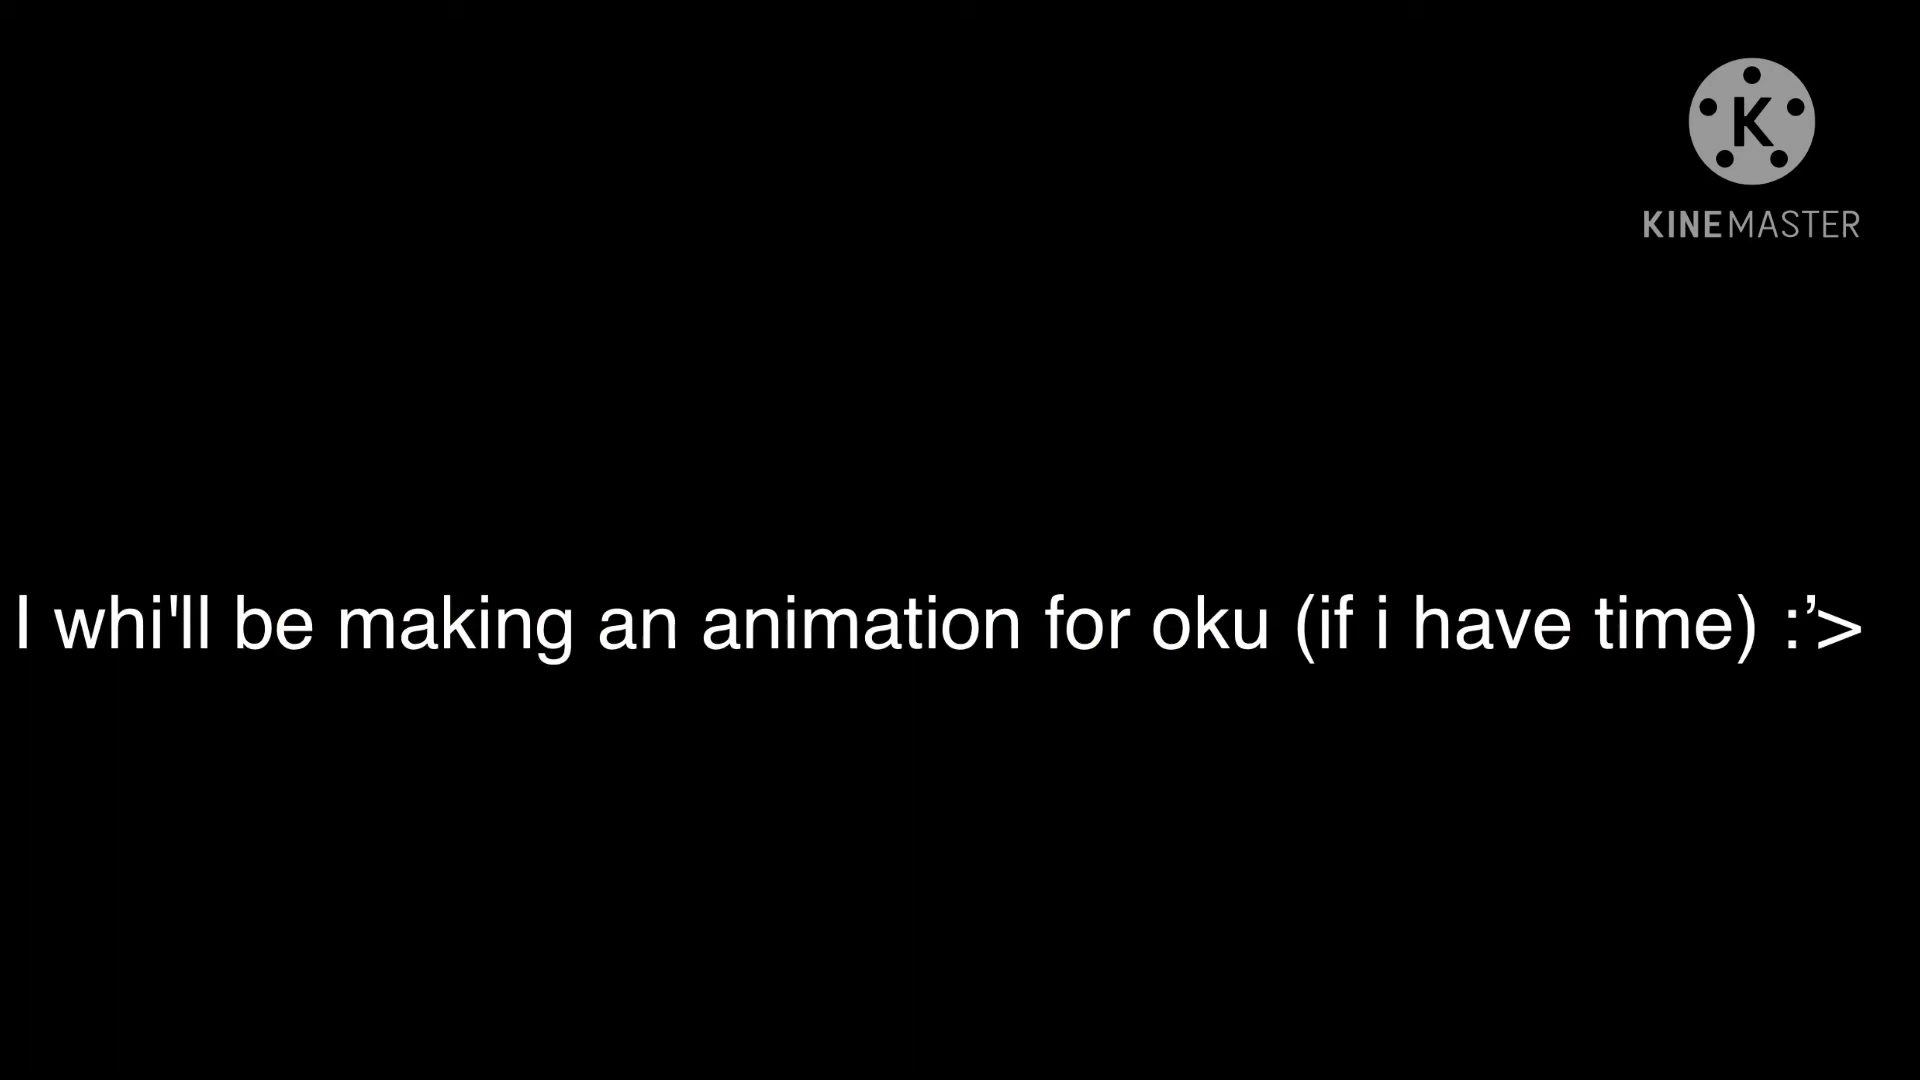 K
KINEMASTER
I whi'll be making an animation for oku (if i have time) :’>